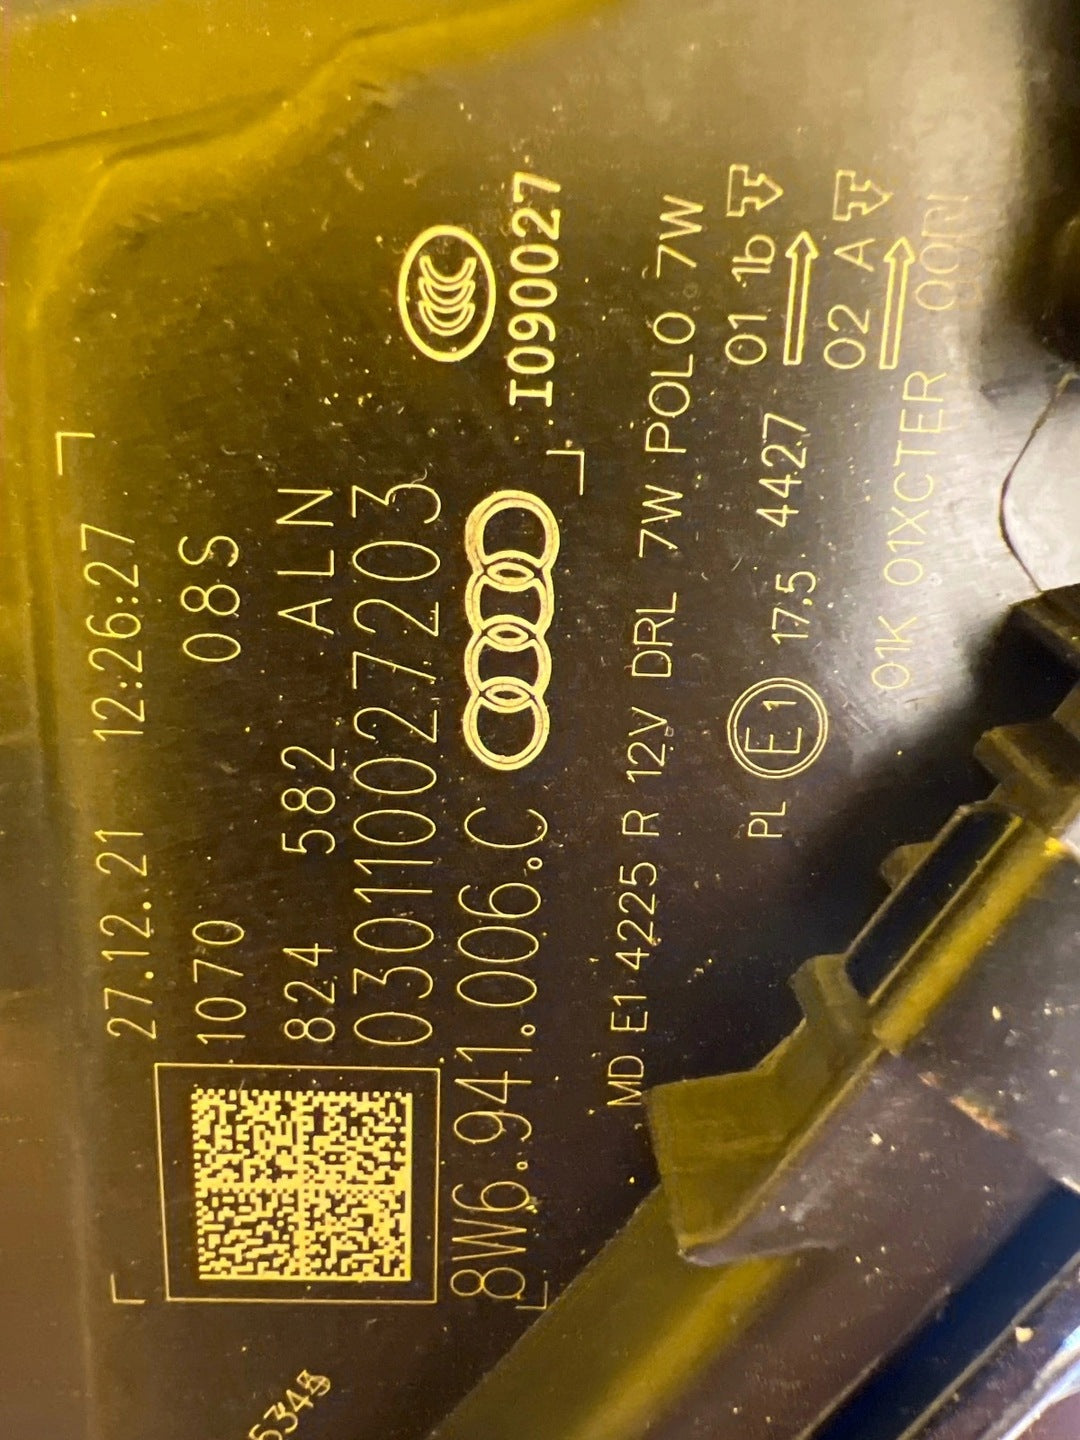 27.12.21 12:26:27
1070 08S
824 582 ALN
0301100272203
8W6.941.006.C
I090027
MD E1 4225 R 12V DRL 7W POLO 7W
PL E1 17.5 4427 01 1b 02 A
01K 01XCTER